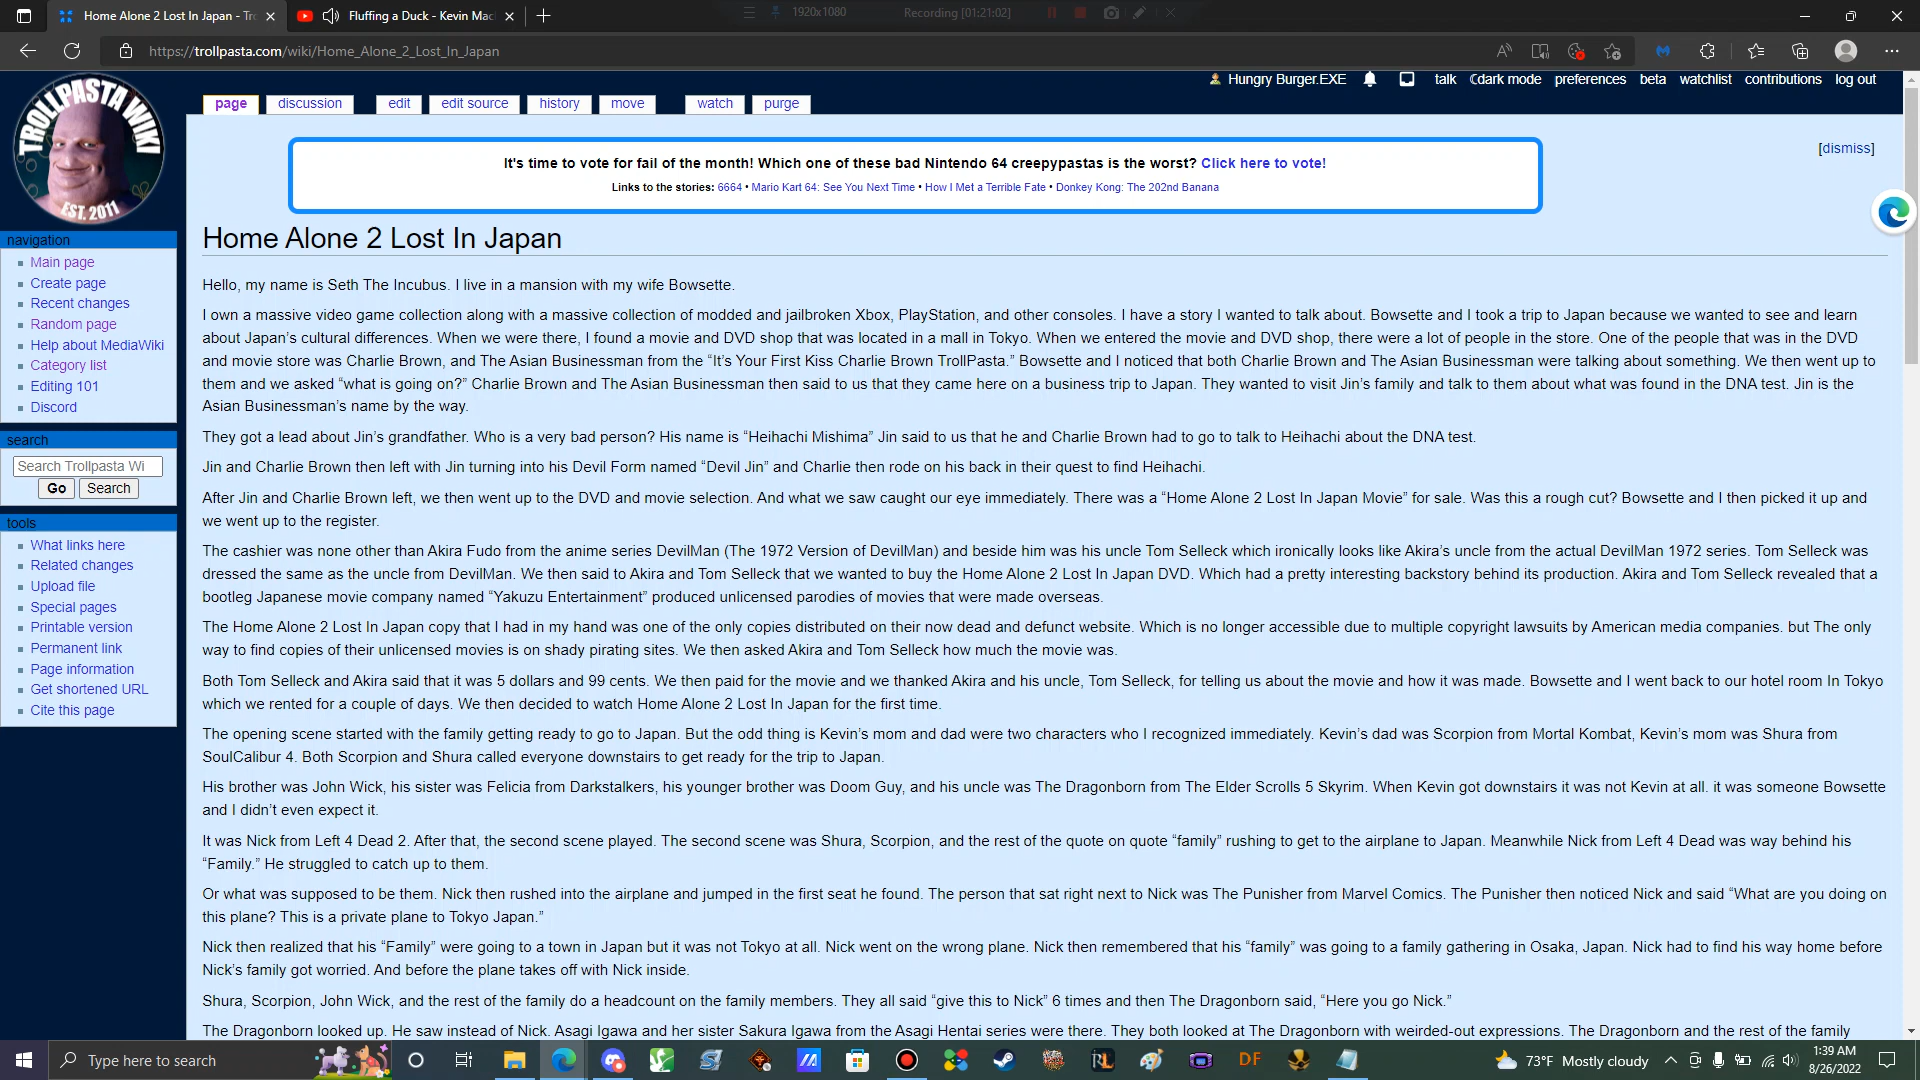 Home Alone 2 Lost In Japan - Tro
Fluffing a Duck - Kevin Mac
1920x1080
Recording [01:21:02]
https://trollpasta.com/wiki/Home_Alone_2_Lost_In_Japan
TROLLPASTA WIKI
EST. 2011
Hungry Burger.EXE
talk
dark mode
preferences
beta
watchlist
contributions
log out
page
discussion
edit
edit source
history
move
watch
purge
It's time to vote for fail of the month! Which one of these bad Nintendo 64 creepypastas is the worst? Click here to vote!
Links to the stories: 6664 • Mario Kart 64: See You Next Time • How I Met a Terrible Fate • Donkey Kong: The 202nd Banana
[dismiss]
navigation
Main page
Create page
Recent changes
Random page
Help about MediaWiki
Category list
Editing 101
Discord
search
Search Trollpasta Wi
Go
Search
tools
What links here
Related changes
Upload file
Special pages
Printable version
Permanent link
Page information
Get shortened URL
Cite this page
Home Alone 2 Lost In Japan
Hello, my name is Seth The Incubus. I live in a mansion with my wife Bowsette.
I own a massive video game collection along with a massive collection of modded and jailbroken Xbox, PlayStation, and other consoles. I have a story I wanted to talk about. Bowsette and I took a trip to Japan because we wanted to see and learn
about Japan’s cultural differences. When we were there, I found a movie and DVD shop that was located in a mall in Tokyo. When we entered the movie and DVD shop, there were a lot of people in the store. One of the people that was in the DVD
and movie store was Charlie Brown, and The Asian Businessman from the “It’s Your First Kiss Charlie Brown TrollPasta.” Bowsette and I noticed that both Charlie Brown and The Asian Businessman were talking about something. We then went up to
them and we asked “what is going on?” Charlie Brown and The Asian Businessman then said to us that they came here on a business trip to Japan. They wanted to visit Jin’s family and talk to them about what was found in the DNA test. Jin is the
Asian Businessman’s name by the way.
They got a lead about Jin’s grandfather. Who is a very bad person? His name is “Heihachi Mishima” Jin said to us that he and Charlie Brown had to go to talk to Heihachi about the DNA test.
Jin and Charlie Brown then left with Jin turning into his Devil Form named “Devil Jin” and Charlie then rode on his back in their quest to find Heihachi.
After Jin and Charlie Brown left, we then went up to the DVD and movie selection. And what we saw caught our eye immediately. There was a “Home Alone 2 Lost In Japan Movie” for sale. Was this a rough cut? Bowsette and I then picked it up and
we went up to the register.
The cashier was none other than Akira Fudo from the anime series DevilMan (The 1972 Version of DevilMan) and beside him was his uncle Tom Selleck which ironically looks like Akira’s uncle from the actual DevilMan 1972 series. Tom Selleck was
dressed the same as the uncle from DevilMan. We then said to Akira and Tom Selleck that we wanted to buy the Home Alone 2 Lost In Japan DVD. Which had a pretty interesting backstory behind its production. Akira and Tom Selleck revealed that a
bootleg Japanese movie company named “Yakuzu Entertainment” produced unlicensed parodies of movies that were made overseas.
The Home Alone 2 Lost In Japan copy that I had in my hand was one of the only copies distributed on their now dead and defunct website. Which is no longer accessible due to multiple copyright lawsuits by American media companies. but The only
way to find copies of their unlicensed movies is on shady pirating sites. We then asked Akira and Tom Selleck how much the movie was.
Both Tom Selleck and Akira said that it was 5 dollars and 99 cents. We then paid for the movie and we thanked Akira and his uncle, Tom Selleck, for telling us about the movie and how it was made. Bowsette and I went back to our hotel room In Tokyo
which we rented for a couple of days. We then decided to watch Home Alone 2 Lost In Japan for the first time.
The opening scene started with the family getting ready to go to Japan. But the odd thing is Kevin’s mom and dad were two characters who I recognized immediately. Kevin’s dad was Scorpion from Mortal Kombat, Kevin’s mom was Shura from
SoulCalibur 4. Both Scorpion and Shura called everyone downstairs to get ready for the trip to Japan.
His brother was John Wick, his sister was Felicia from Darkstalkers, his younger brother was Doom Guy, and his uncle was The Dragonborn from The Elder Scrolls 5 Skyrim. When Kevin got downstairs it was not Kevin at all. it was someone Bowsette
and I didn’t even expect it.
It was Nick from Left 4 Dead 2. After that, the second scene played. The second scene was Shura, Scorpion, and the rest of the quote on quote “family” rushing to get to the airplane to Japan. Meanwhile Nick from Left 4 Dead was way behind his
“Family.” He struggled to catch up to them.
Or what was supposed to be them. Nick then rushed into the airplane and jumped in the first seat he found. The person that sat right next to Nick was The Punisher from Marvel Comics. The Punisher then noticed Nick and said “What are you doing on
this plane? This is a private plane to Tokyo Japan.”
Nick then realized that his “Family” were going to a town in Japan but it was not Tokyo at all. Nick went on the wrong plane. Nick then remembered that his “family” was going to a family gathering in Osaka, Japan. Nick had to find his way home before
Nick’s family got worried. And before the plane takes off with Nick inside.
Shura, Scorpion, John Wick, and the rest of the family do a headcount on the family members. They all said “give this to Nick” 6 times and then The Dragonborn said, “Here you go Nick.”
The Dragonborn looked up. He saw instead of Nick. Asagi Igawa and her sister Sakura Igawa from the Asagi Hentai series were there. They both looked at The Dragonborn with weirded-out expressions. The Dragonborn and the rest of the family
Type here to search
DF
73°F Mostly cloudy
1:39 AM
8/26/2022